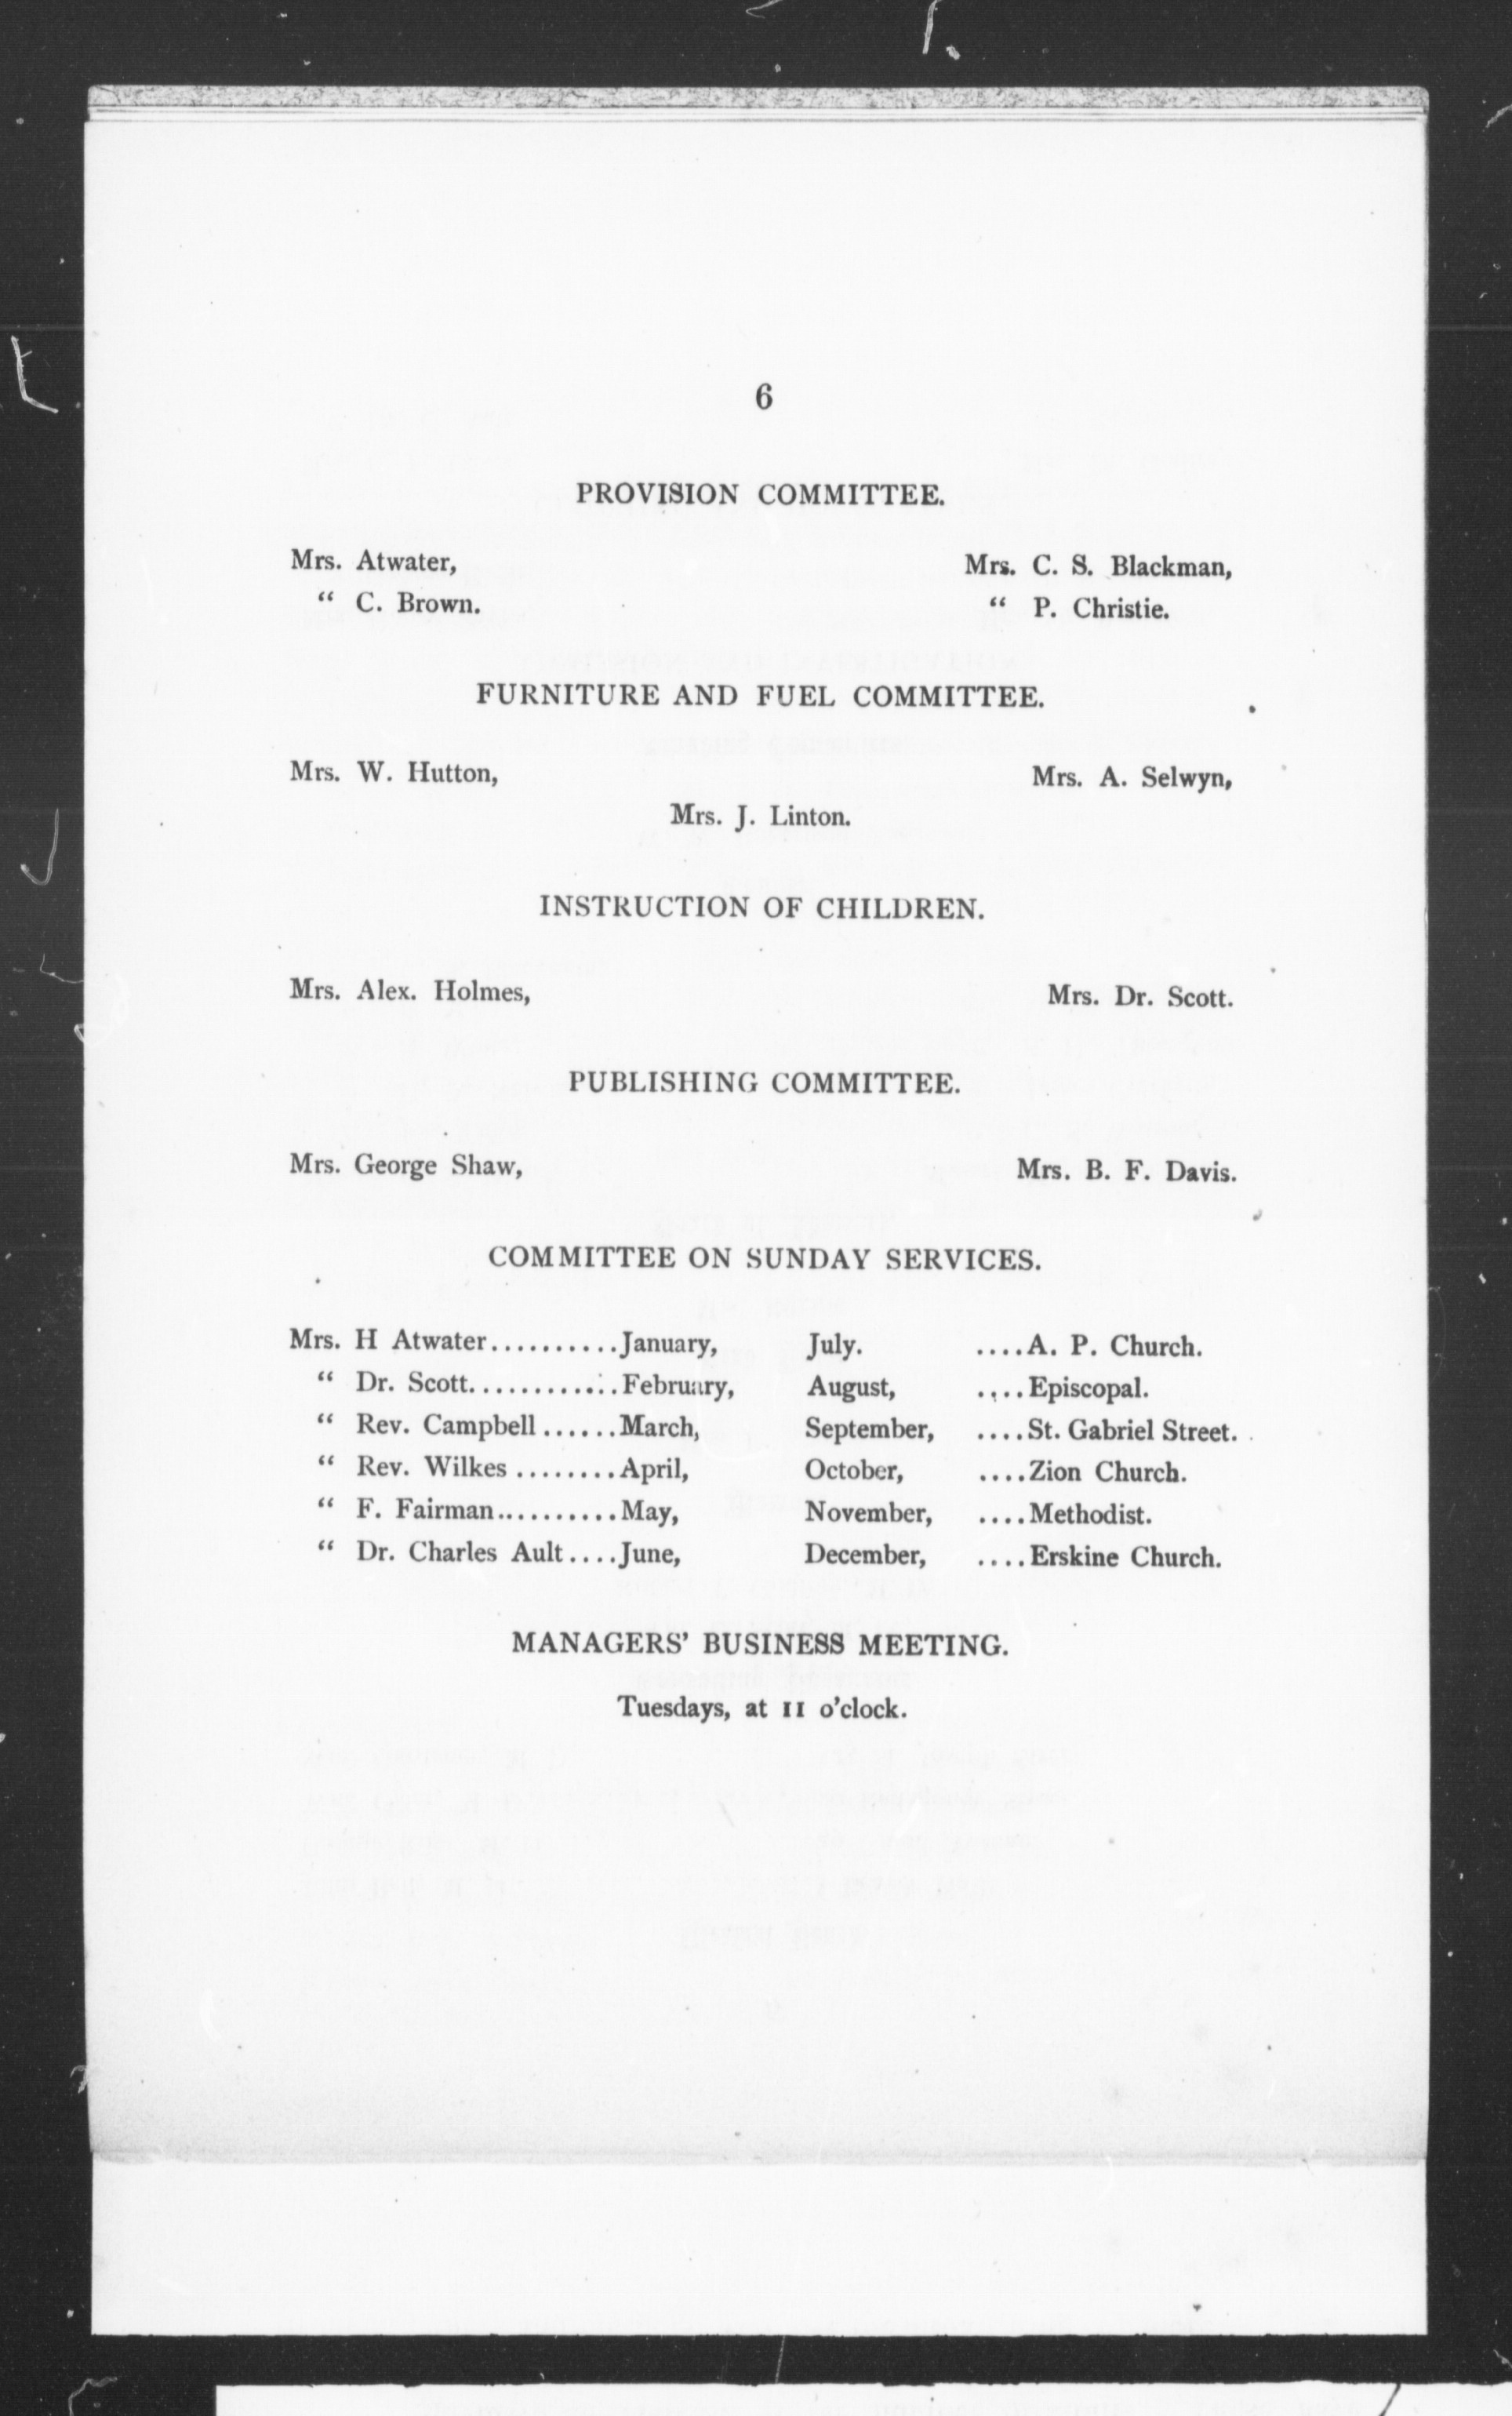 6
PROVISION COMMITTEE.
Mrs. Atwater, Mrs. C. S. Blackman,
“ C. Brown. “ P. Christie.
FURNITURE AND FUEL COMMITTEE.
Mrs. W. Hutton, Mrs. A. Selwyn,
Mrs. J. Linton.
INSTRUCTION OF CHILDREN.
Mrs. Alex. Holmes, Mrs. Dr. Scott.
PUBLISHING COMMITTEE.
Mrs. George Shaw, Mrs. B. F. Davis.
COMMITTEE ON SUNDAY SERVICES.
Mrs. H Atwater..........January, July. ....A. P. Church.
“ Dr. Scott............February, August, ....Episcopal.
“ Rev. Campbell......March, September, ....St. Gabriel Street.
“ Rev. Wilkes........April, October, ....Zion Church.
“ F. Fairman..........May, November, ....Methodist.
“ Dr. Charles Ault....June, December, ....Erskine Church.
MANAGERS’ BUSINESS MEETING.
Tuesdays, at 11 o’clock.